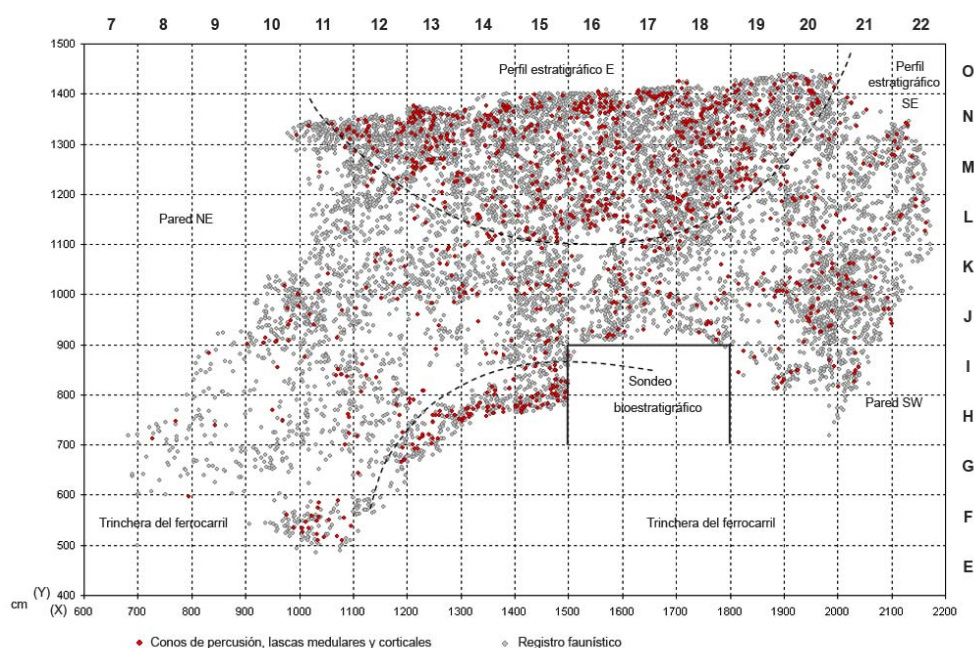 7 8 9 10 11 12 13 14 15 16 17 18 19 20 21 22
1500
Perfil estratigráfico E
Perfil
estratigráfico
SE
O
1400
N
1300
M
1200
Pared NE
L
1100
K
1000
J
900
I
Sondeo
bioestratigráfico
800
Pared SW
H
700
G
600
Trinchera del ferrocarril
Trinchera del ferrocarril
F
500
E
400
cm
(Y)
(X)
600 700 800 900 1000 1100 1200 1300 1400 1500 1600 1700 1800 1900 2000 2100 2200
Conos de percusión, lascas medulares y corticales
Registro faunístico